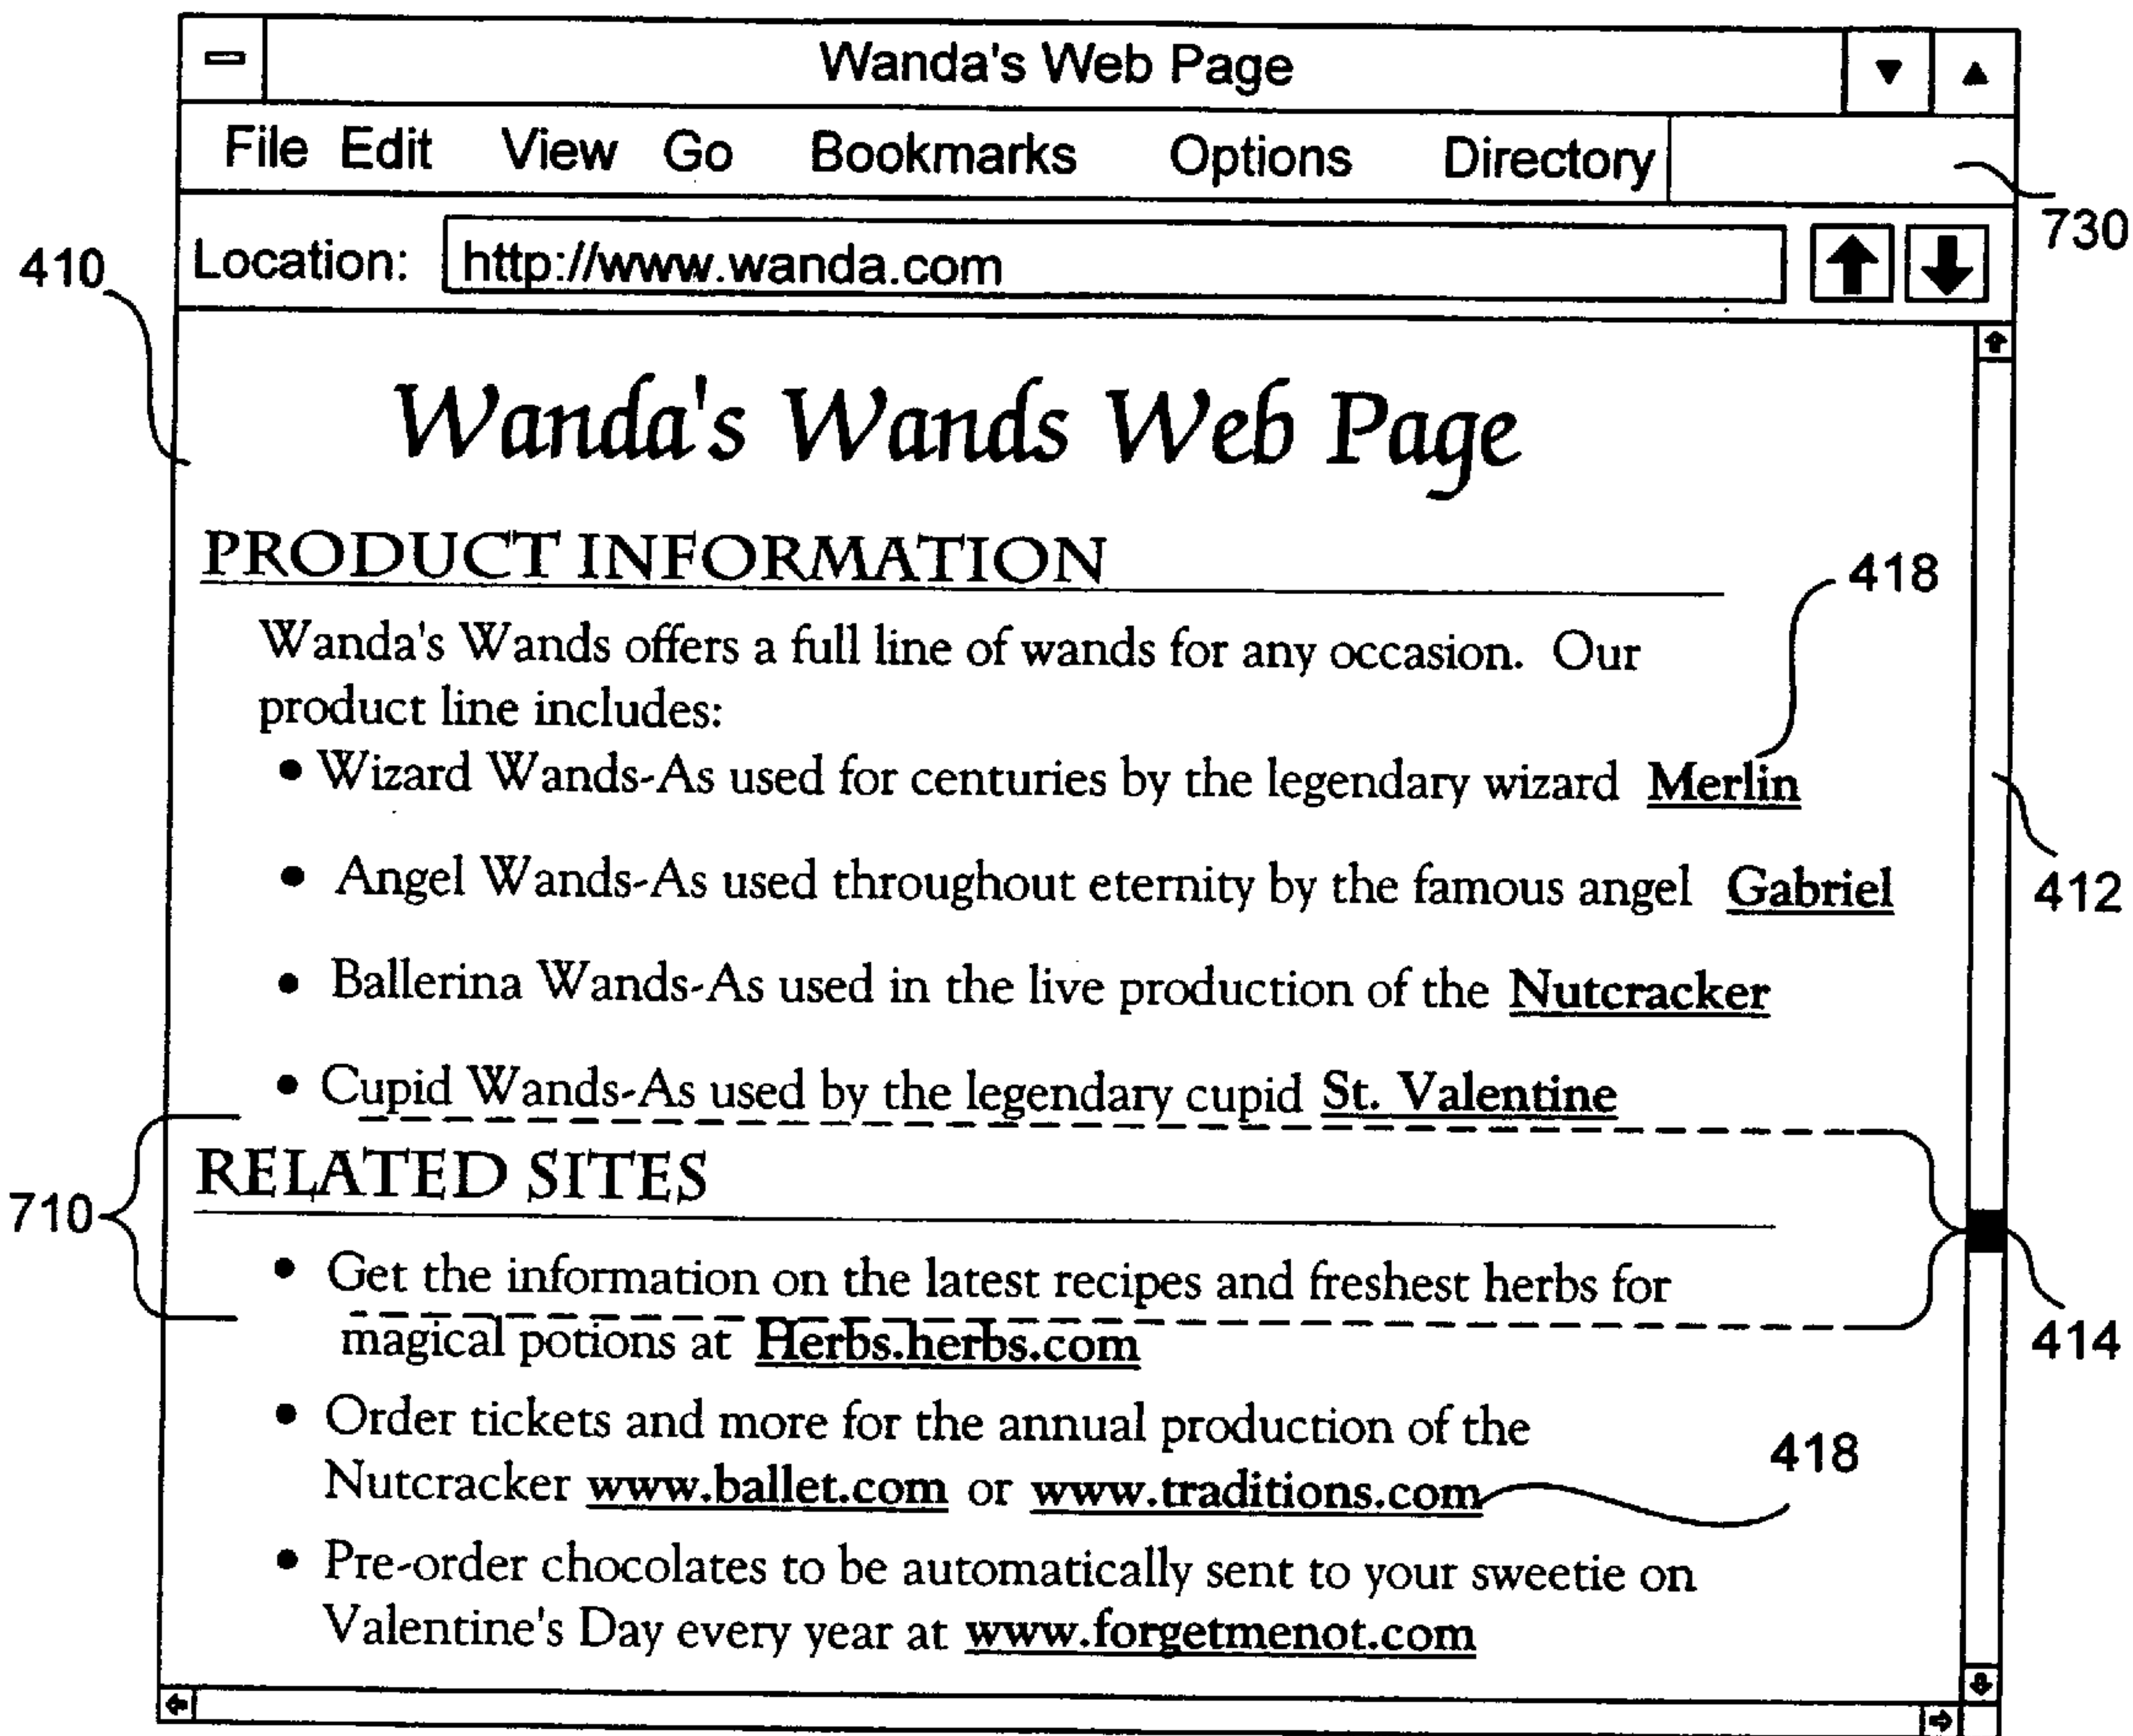 Wanda's Web Page
File Edit View Go Bookmarks Options Directory
730
410
Location: http://www.wanda.com
Wanda's Wands Web Page
PRODUCT INFORMATION
418
Wanda's Wands offers a full line of wands for any occasion. Our
product line includes:
• Wizard Wands-As used for centuries by the legendary wizard Merlin
• Angel Wands-As used throughout eternity by the famous angel Gabriel
412
• Ballerina Wands-As used in the live production of the Nutcracker
• Cupid Wands-As used by the legendary cupid St. Valentine
RELATED SITES
710
• Get the information on the latest recipes and freshest herbs for
magical potions at Herbs.herbs.com
414
• Order tickets and more for the annual production of the
418
Nutcracker www.ballet.com or www.traditions.com
• Pre-order chocolates to be automatically sent to your sweetie on
Valentine's Day every year at www.forgetmenot.com